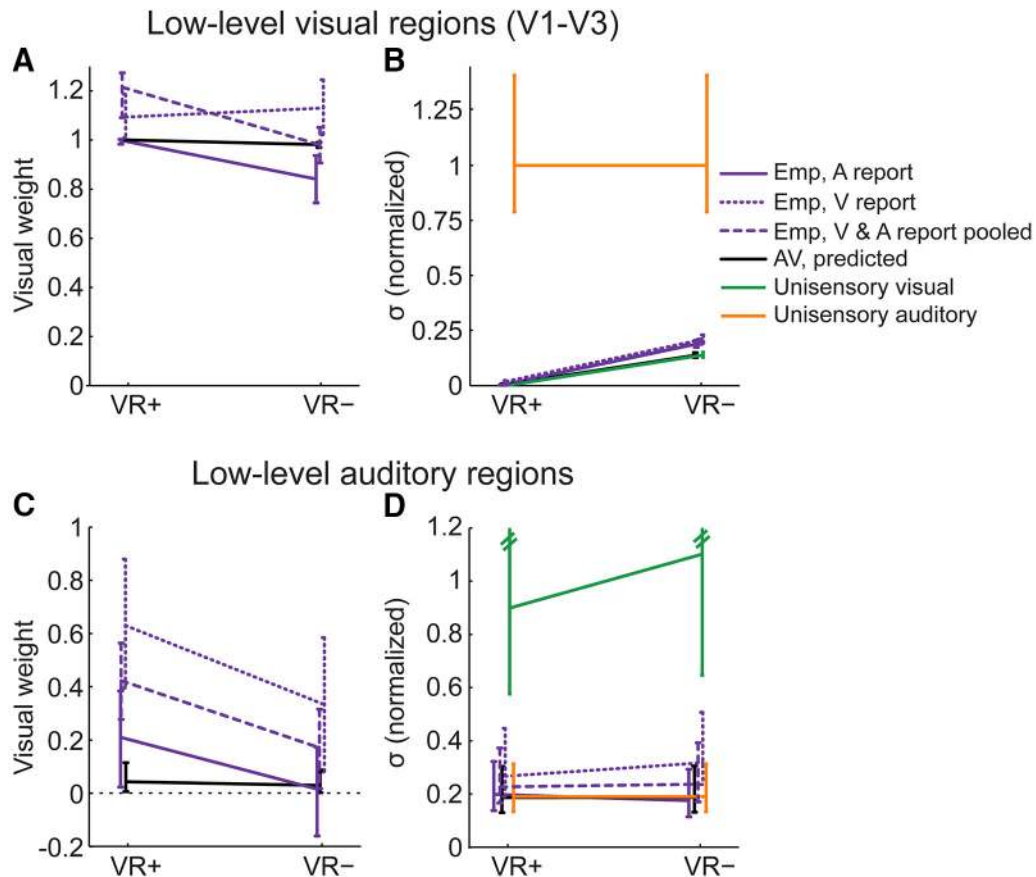 Low-level visual regions (V1-V3)
A
B
Visual weight
1.2
1
0.8
0.6
0.4
0.2
0
VR+
VR−
σ (normalized)
1.25
1
0.75
0.5
0.25
0
VR+
VR−
Emp, A report
Emp, V report
Emp, V & A report pooled
AV, predicted
Unisensory visual
Unisensory auditory
Low-level auditory regions
C
D
Visual weight
1
0.8
0.6
0.4
0.2
0
-0.2
VR+
VR−
σ (normalized)
1.2
1
0.8
0.6
0.4
0.2
0
VR+
VR−